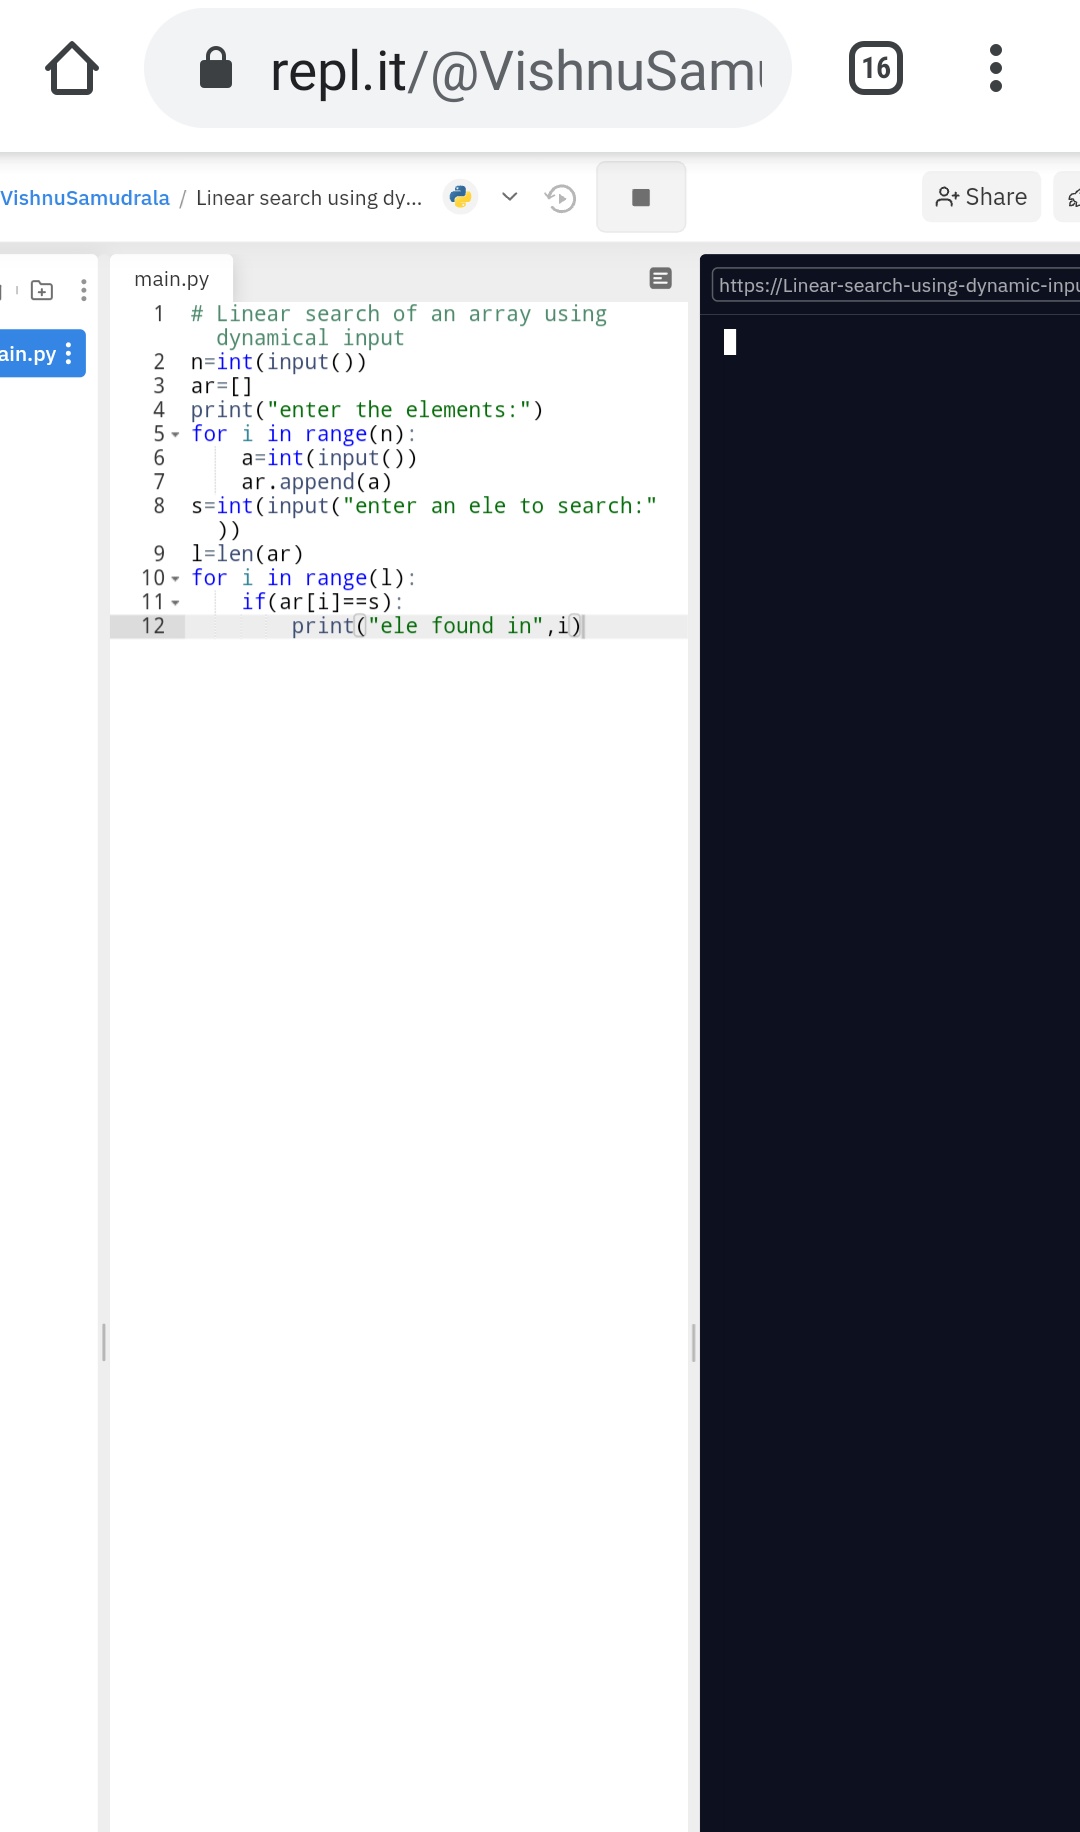 repl.it/@VishnuSam
16
VishnuSamudrala / Linear search using dy...
Share
main.py
https://Linear-search-using-dynamic-inpu
ain.py
1 # Linear search of an array using
dynamical input
2 n=int(input())
3 ar=[]
4 print("enter the elements:")
5 for i in range(n):
6 a=int(input())
7 ar.append(a)
8 s=int(input("enter an ele to search:"
))
9 l=len(ar)
10 for i in range(l):
11 if(ar[i]==s):
12 print("ele found in",i)